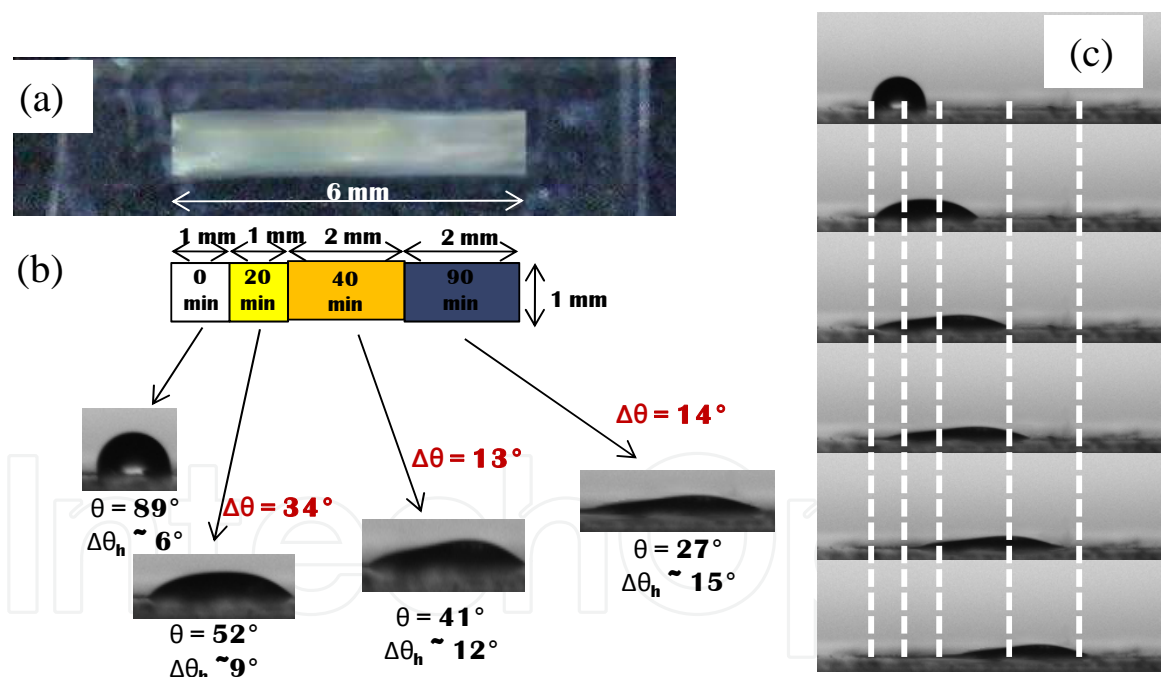 (a)
6 mm
(b)
1 mm 1 mm 2 mm 2 mm
0 min
20 min
40 min
90 min
1 mm
θ = 89°
Δθh ~ 6°
Δθ = 34°
θ = 52°
Δθh ~9°
Δθ = 13°
θ = 41°
Δθh ~ 12°
Δθ = 14°
θ = 27°
Δθh ~ 15°
(c)
IntechOp